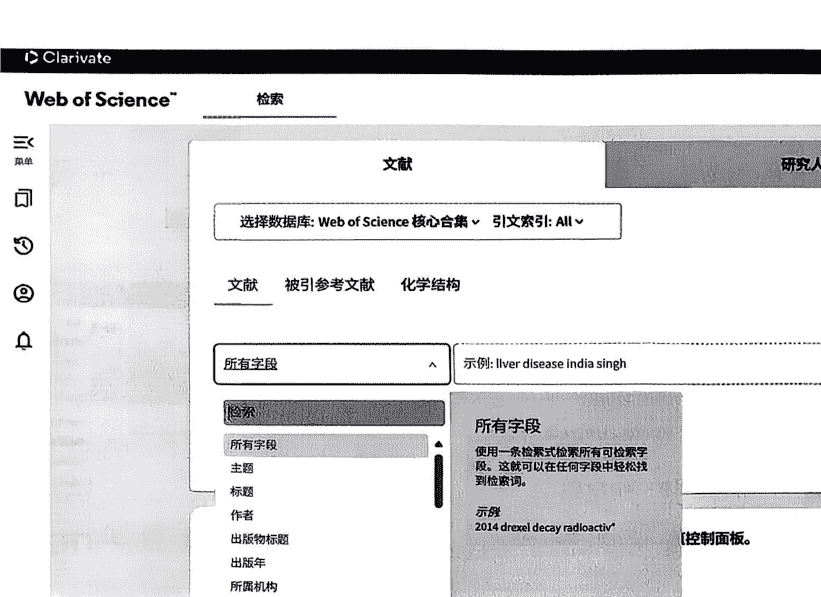 Clarivate
Web of Science™
检索
菜单
文献
研究人
选择数据库: Web of Science 核心合集
引文索引: All
文献
被引参考文献
化学结构
所有字段
示例: liver disease india singh
检索
所有字段
主题
标题
作者
出版物标题
出版年
所属机构
所有字段
使用一条检索式检索所有可检索字
段。这就可以在任何字段中轻松找
到检索词。
示例
2014 drexel decay radioactiv*
控制面板。